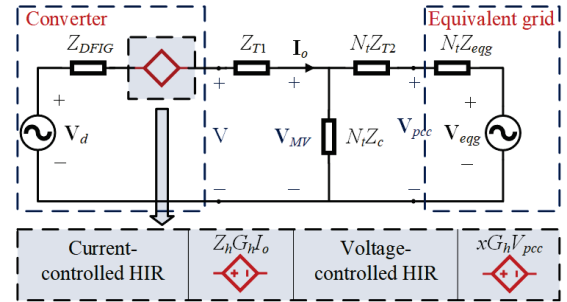 Converter
Equivalent grid
Z_DFIG
Z_T1
I_o
N_tZ_T2
N_tZ_eqg
+
+
+
+
+
V_d
V
V_MV
N_tZ_c
V_pcc
V_eqg
−
−
−
−
−
Current-controlled HIR
Z_hG_hI_o
+ -
Voltage-controlled HIR
xG_hV_pcc
+ -